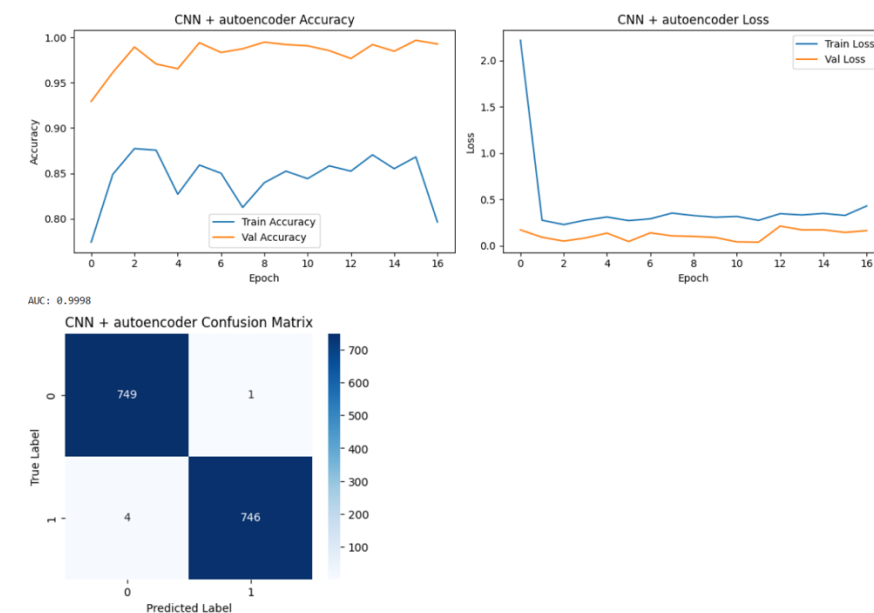 CNN + autoencoder Accuracy
1.00
0.95
0.90
0.85
0.80
Accuracy
Train Accuracy
Val Accuracy
0 2 4 6 8 10 12 14 16
Epoch
CNN + autoencoder Loss
2.0
1.5
1.0
0.5
0.0
Loss
Train Loss
Val Loss
0 2 4 6 8 10 12 14 16
Epoch
AUC: 0.9998
CNN + autoencoder Confusion Matrix
True Label
0
1
749 1
4 746
0 1
Predicted Label
700
600
500
400
300
200
100